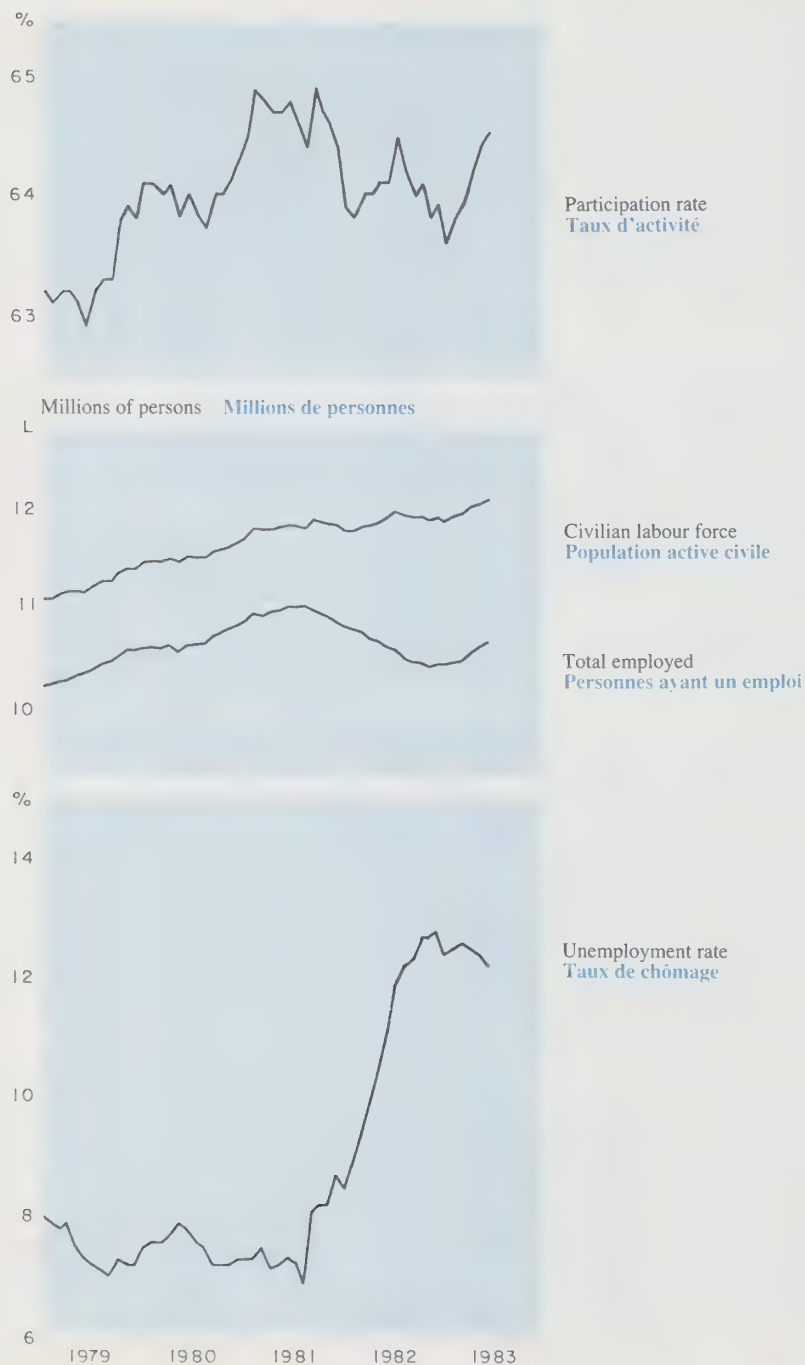 %
65
64
63
Participation rate
Taux d'activité
Millions of persons Millions de personnes
L
12
11
10
Civilian labour force
Population active civile
Total employed
Personnes ayant un emploi
%
14
12
10
8
6
Unemployment rate
Taux de chômage
1979 1980 1981 1982 1983